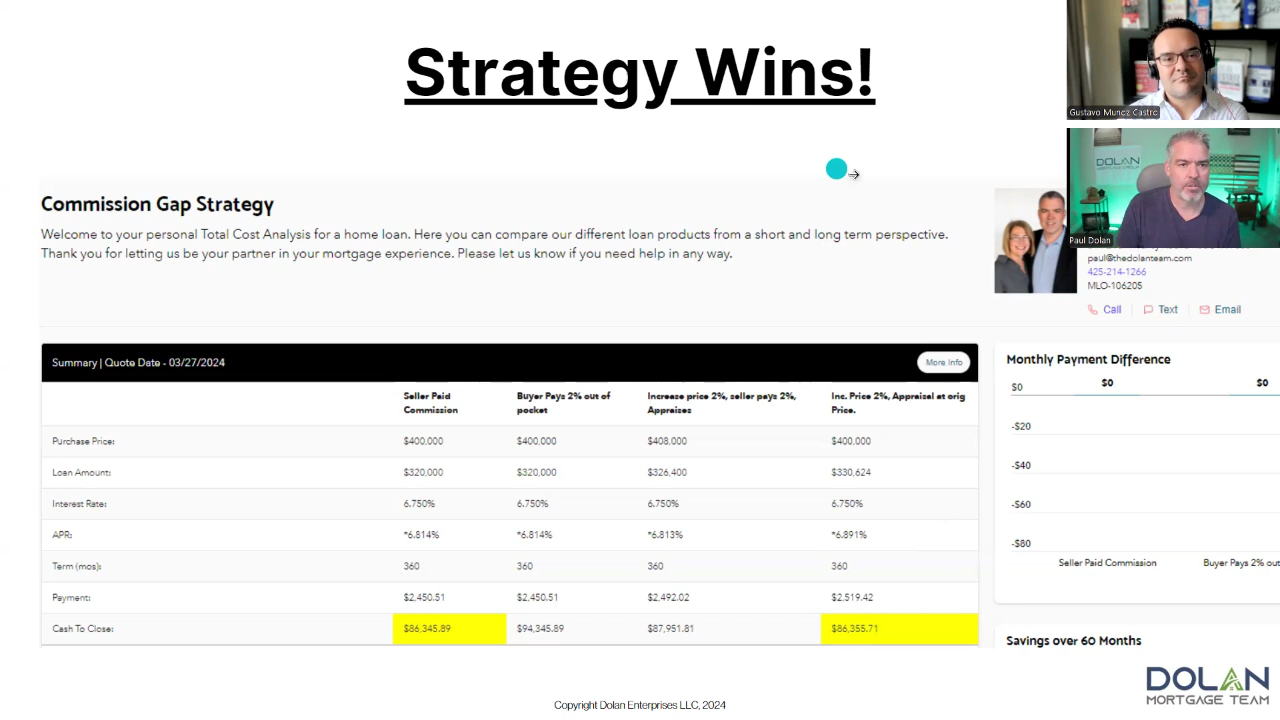 Strategy Wins!
Gustavo Munoz Castro
DOLAN
Paul Dolan
Commission Gap Strategy
Welcome to your personal Total Cost Analysis for a home loan. Here you can compare our different loan products from a short and long term perspective.
Thank you for letting us be your partner in your mortgage experience. Please let us know if you need help in any way.
paul@thedolanteam.com
425-214-1266
MLO-106205
Call Text Email
Summary | Quote Date - 03/27/2024 More Info
Seller Paid Commission
Buyer Pays 2% out of pocket
Increase price 2%, seller pays 2%, Appraises
Inc. Price 2%, Appraisal at orig Price.
Purchase Price: $400,000 $400,000 $408,000 $400,000
Loan Amount: $320,000 $320,000 $326,400 $330,624
Interest Rate: 6.750% 6.750% 6.750% 6.750%
APR: *6.814% *6.814% *6.813% *6.891%
Term (mos): 360 360 360 360
Payment: $2,450.51 $2,450.51 $2,492.02 $2,519.42
Cash To Close: $86,345.89 $94,345.89 $87,951.81 $86,355.71
Monthly Payment Difference
$0 $0 $0
-$20
-$40
-$60
-$80
Seller Paid Commission Buyer Pays 2% out
Savings over 60 Months
DOLAN
MORTGAGE TEAM
Copyright Dolan Enterprises LLC, 2024